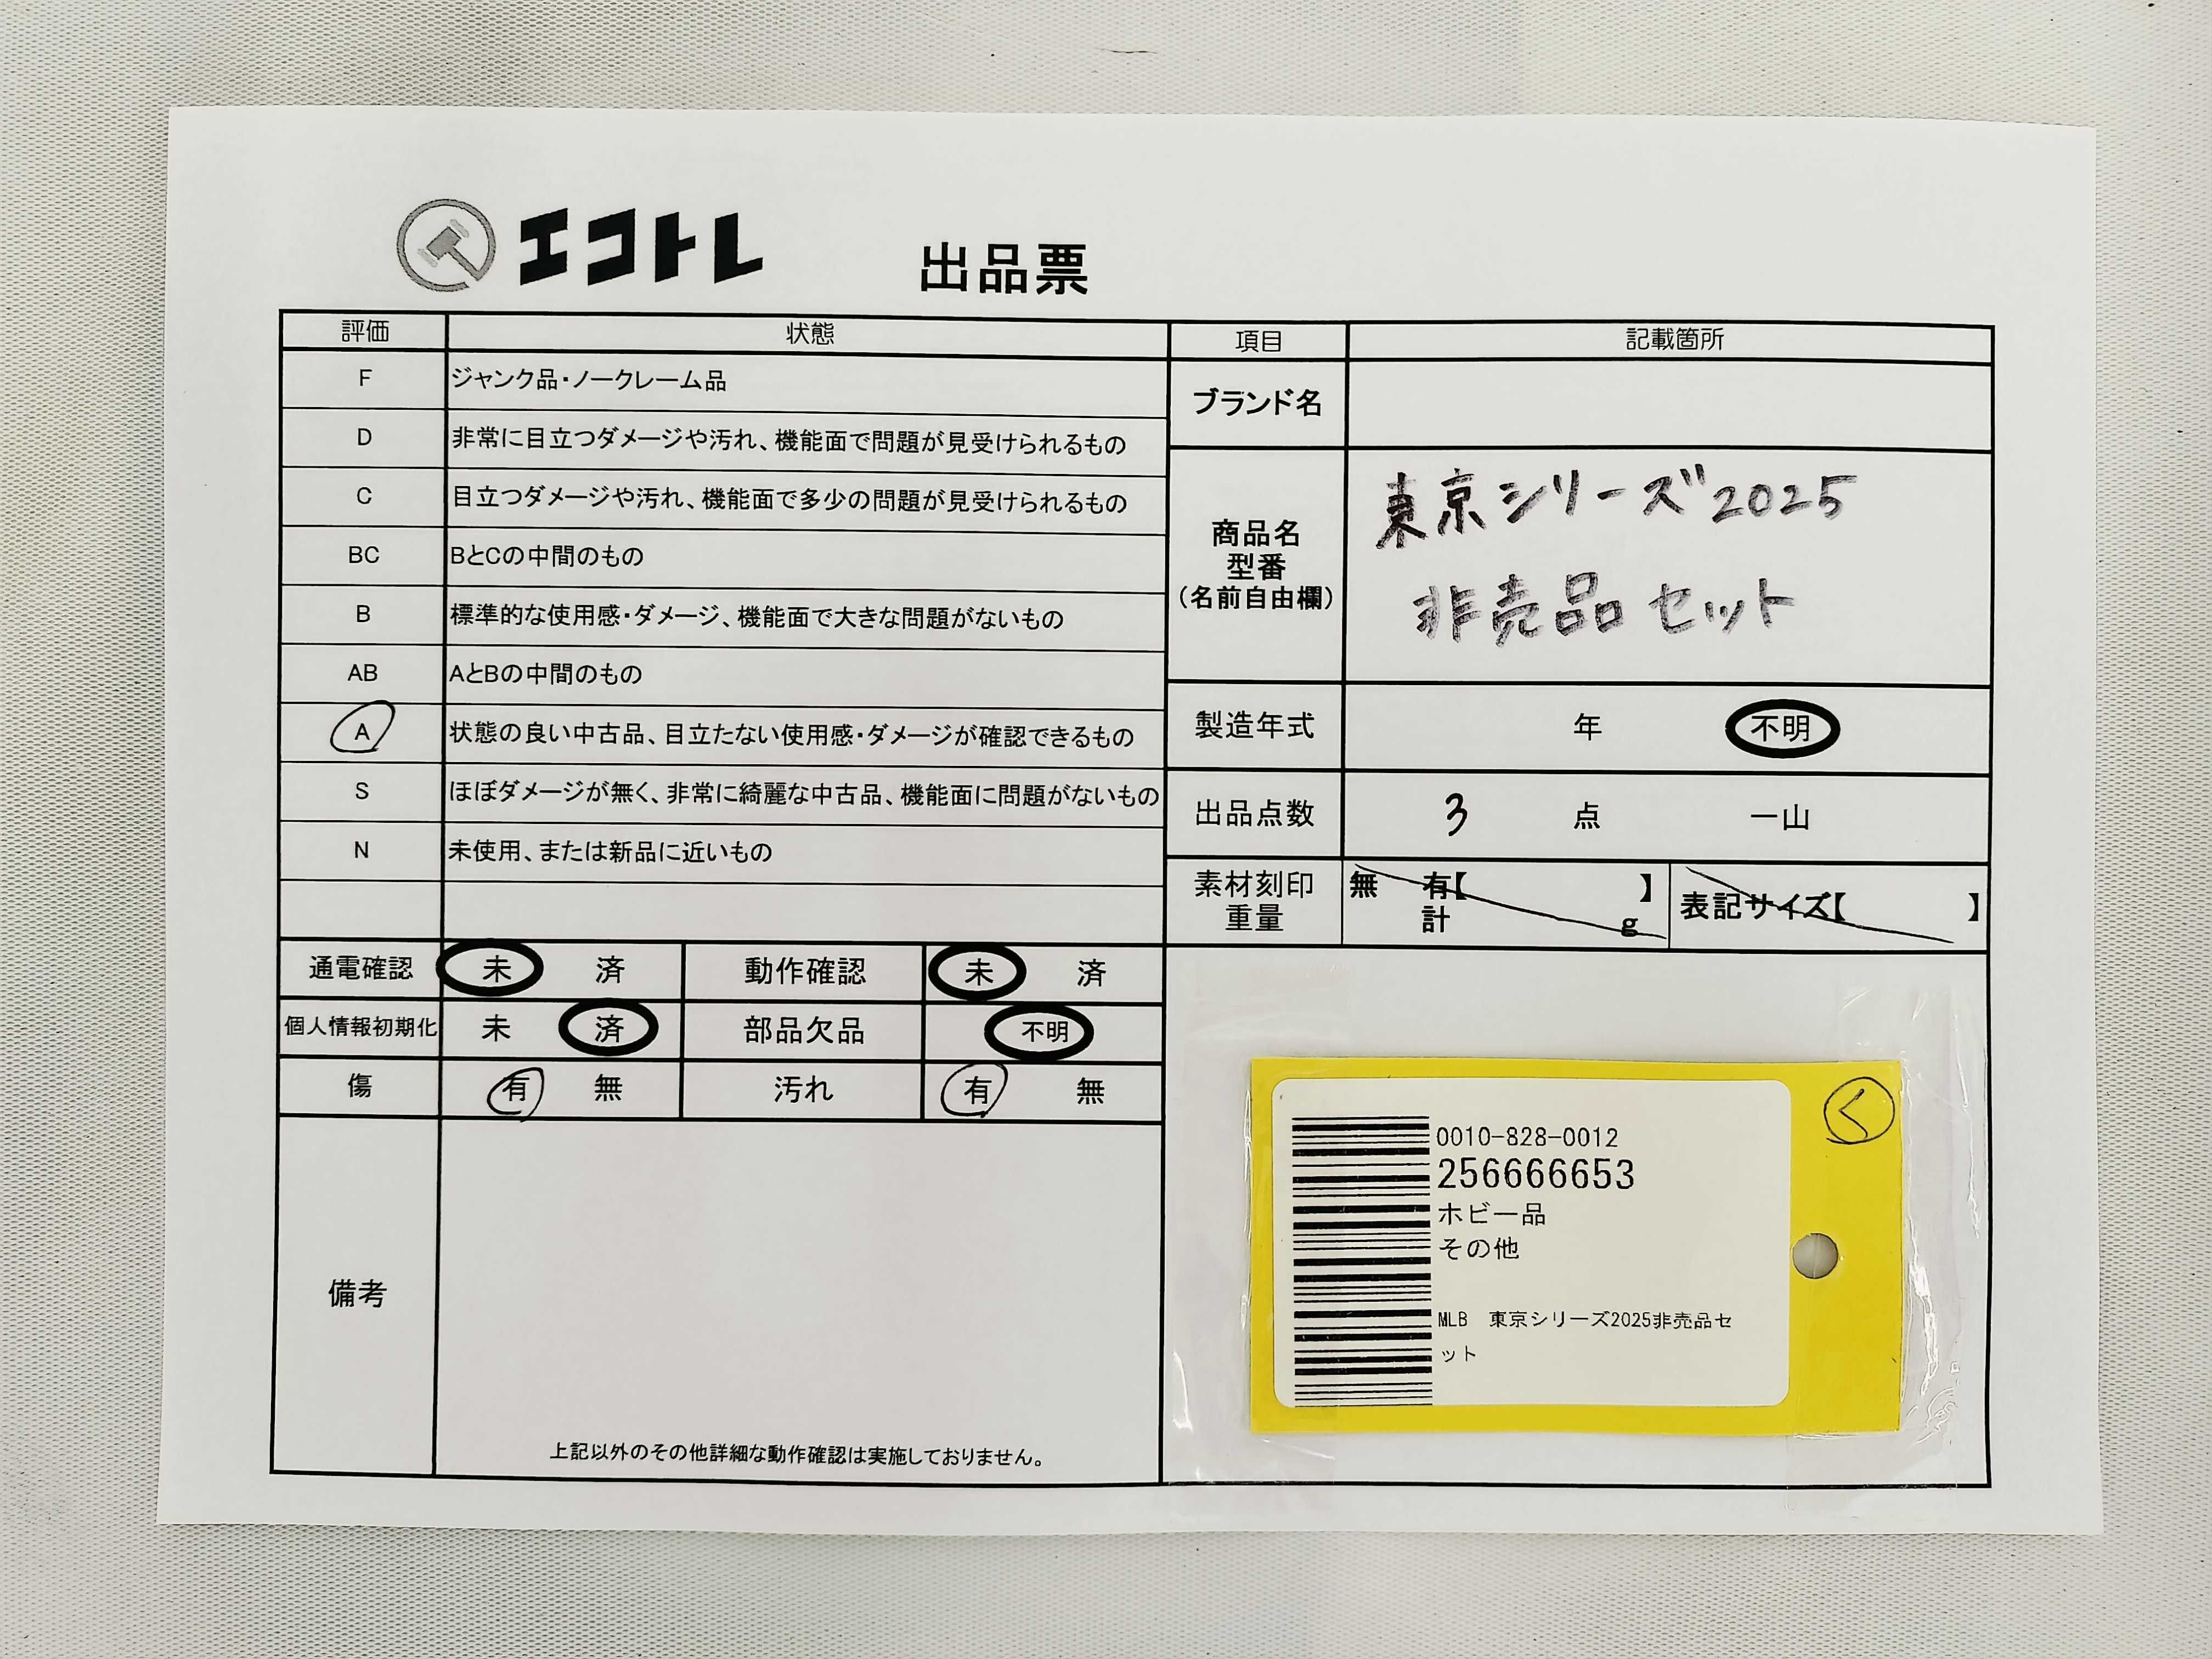 エコトレ
出品票
評価 状態
F ジャンク品・ノークレーム品
D 非常に目立つダメージや汚れ、機能面で問題が見受けられるもの
C 目立つダメージや汚れ、機能面で多少の問題が見受けられるもの
BC BとCの中間のもの
B 標準的な使用感・ダメージ、機能面で大きな問題がないもの
AB AとBの中間のもの
A 状態の良い中古品、目立たない使用感・ダメージが確認できるもの
S ほぼダメージが無く、非常に綺麗な中古品、機能面に問題がないもの
N 未使用、または新品に近いもの
通電確認 未 済 動作確認 未 済
個人情報初期化 未 済 部品欠品 不明
傷 有 無 汚れ 有 無
備考
上記以外のその他詳細な動作確認は実施しておりません。
項目 記載箇所
ブランド名
商品名
型番
(名前自由欄)
東京シリーズ2025
非売品セット
製造年式 年 不明
出品点数 3 点 一山
素材刻印
重量
無 有【 】
計 g
表記サイズ【 】
く
0010-828-0012
256666653
ホビー品
その他
MLB 東京シリーズ2025非売品セ
ット